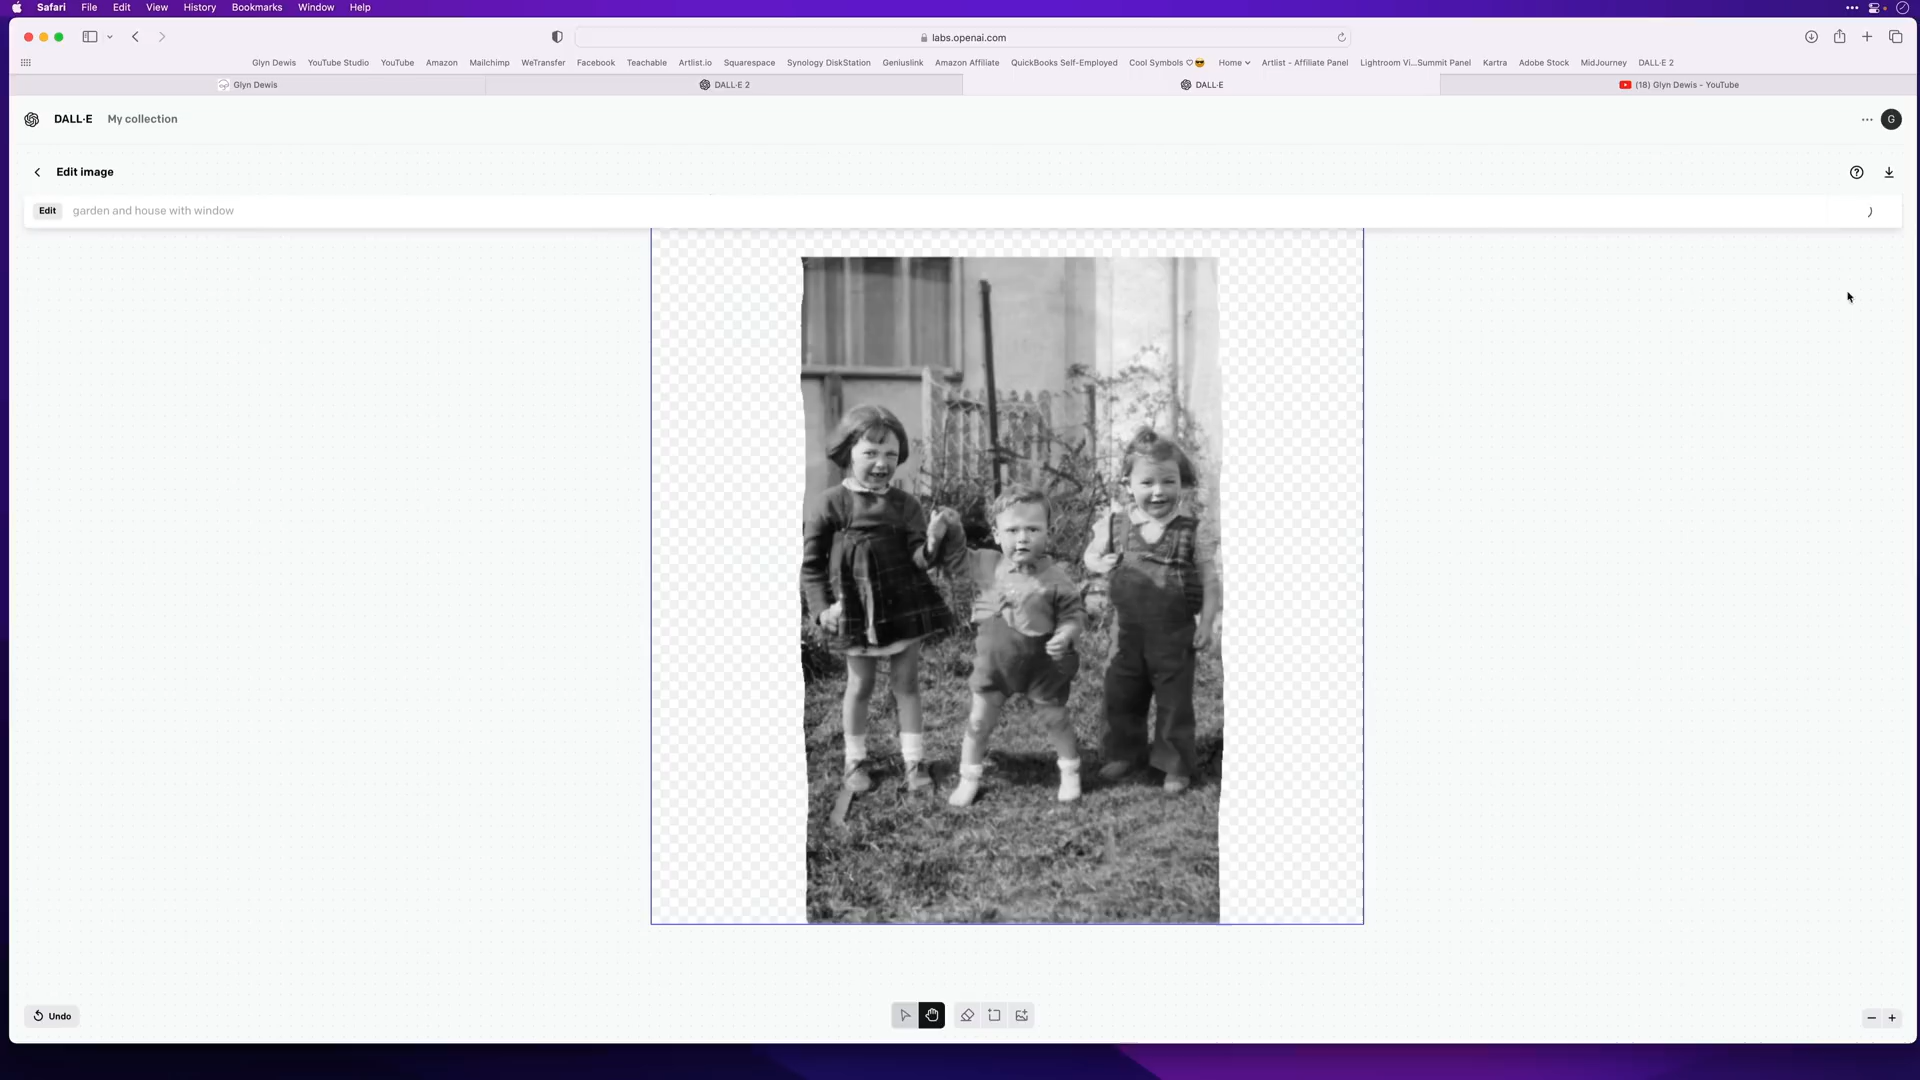 Safari File Edit View History Bookmarks Window Help
labs.openai.com
Glyn Dewis YouTube Studio YouTube Amazon Mailchimp WeTransfer Facebook Teachable Artlist.io Squarespace Synology DiskStation Geniuslink Amazon Affiliate QuickBooks Self-Employed Cool Symbols ♡😎 Home Artlist - Affiliate Panel Lightroom Vi...Summit Panel Kartra Adobe Stock MidJourney DALL·E 2
Glyn Dewis DALL·E 2 DALL·E (18) Glyn Dewis - YouTube
DALL·E My collection G
Edit image
Edit garden and house with window
Undo